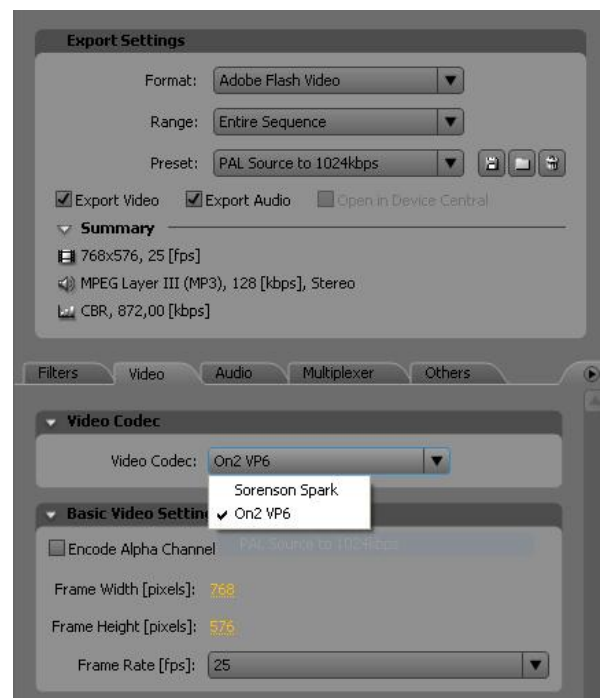 Export Settings
Format: Adobe Flash Video
Range: Entire Sequence
Preset: PAL Source to 1024kbps
Export Video Export Audio Open in Device Central
Summary
768x576, 25 [fps]
MPEG Layer III (MP3), 128 [kbps], Stereo
CBR, 872,00 [kbps]
Filters Video Audio Multiplexer Others
Video Codec
Video Codec: On2 VP6
Sorenson Spark
On2 VP6
Basic Video Settin
Encode Alpha Channel PAL Source to 1024kbps
Frame Width [pixels]: 768
Frame Height [pixels]: 576
Frame Rate [fps]: 25